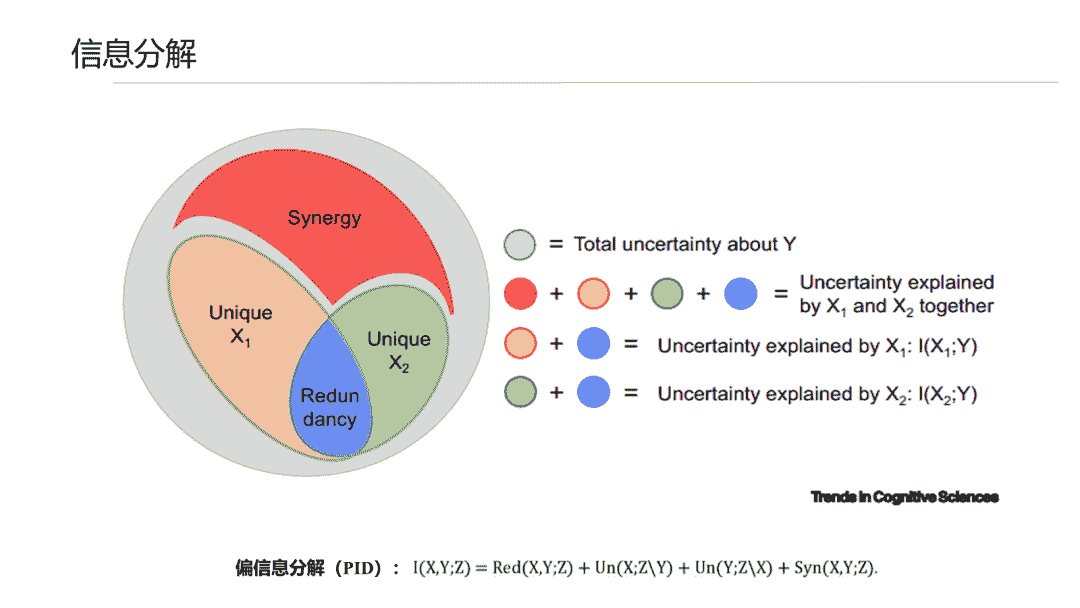 信息分解
Synergy
Unique
X₁
Unique
X₂
Redun
dancy
= Total uncertainty about Y
+ + + = Uncertainty explained
by X₁ and X₂ together
+ = Uncertainty explained by X₁: I(X₁;Y)
+ = Uncertainty explained by X₂: I(X₂;Y)
Trends in Cognitive Sciences
偏信息分解（PID）： I(X,Y;Z) = Red(X,Y;Z) + Un(X;Z\Y) + Un(Y;Z\X) + Syn(X,Y;Z).